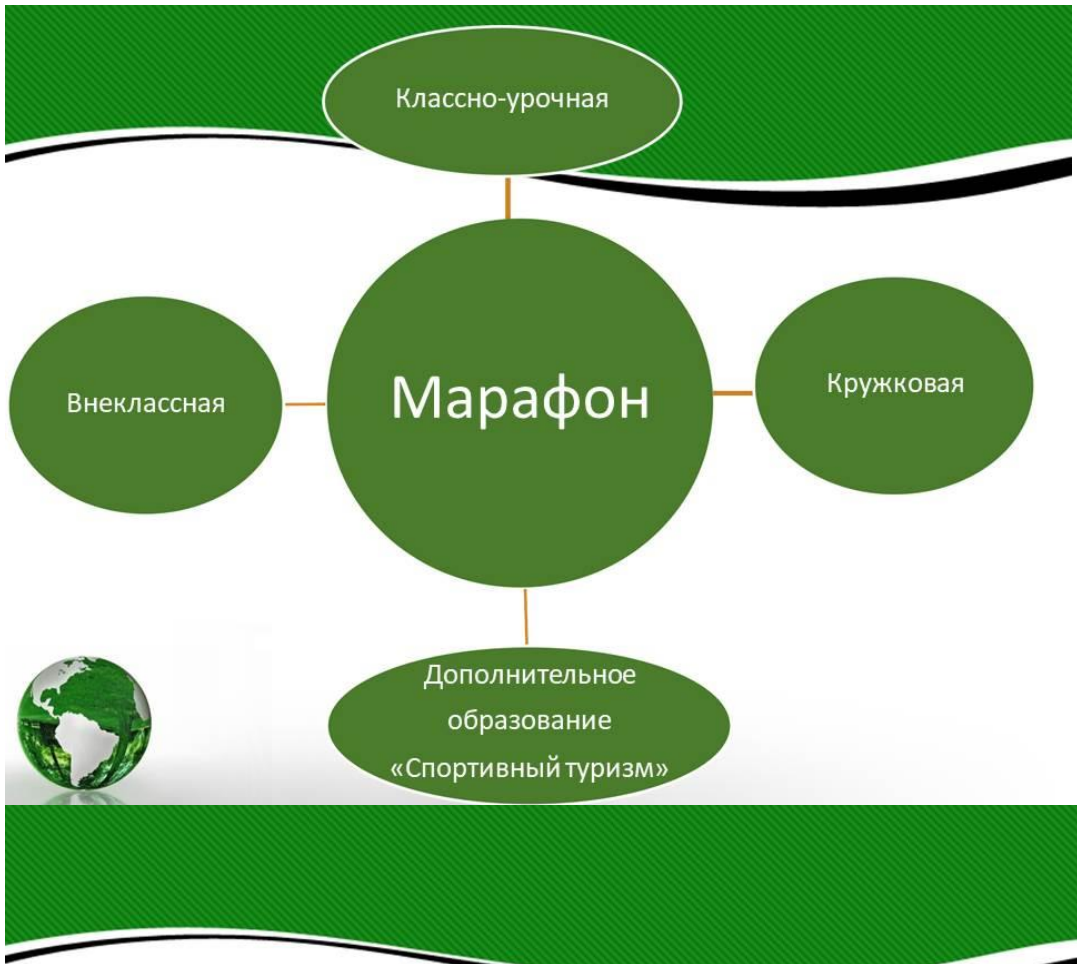 Классно-урочная
Внеклассная
Марафон
Кружковая
Дополнительное
образование
«Спортивный туризм»